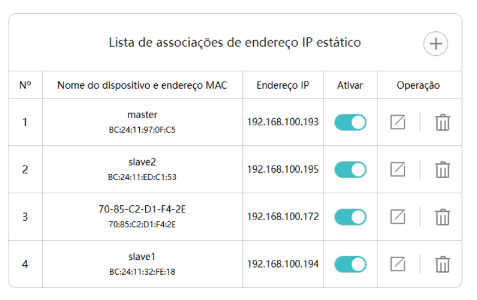 Lista de associações de endereço IP estático
Nº Nome do dispositivo e endereço MAC Endereço IP Ativar Operação
1 master BC:24:11:97:0F:C5 192.168.100.193
2 slave2 BC:24:11:ED:C1:53 192.168.100.195
3 70-85-C2-D1-F4-2E 70:85:C2:D1:F4:2E 192.168.100.172
4 slave1 BC:24:11:32:FE:18 192.168.100.194